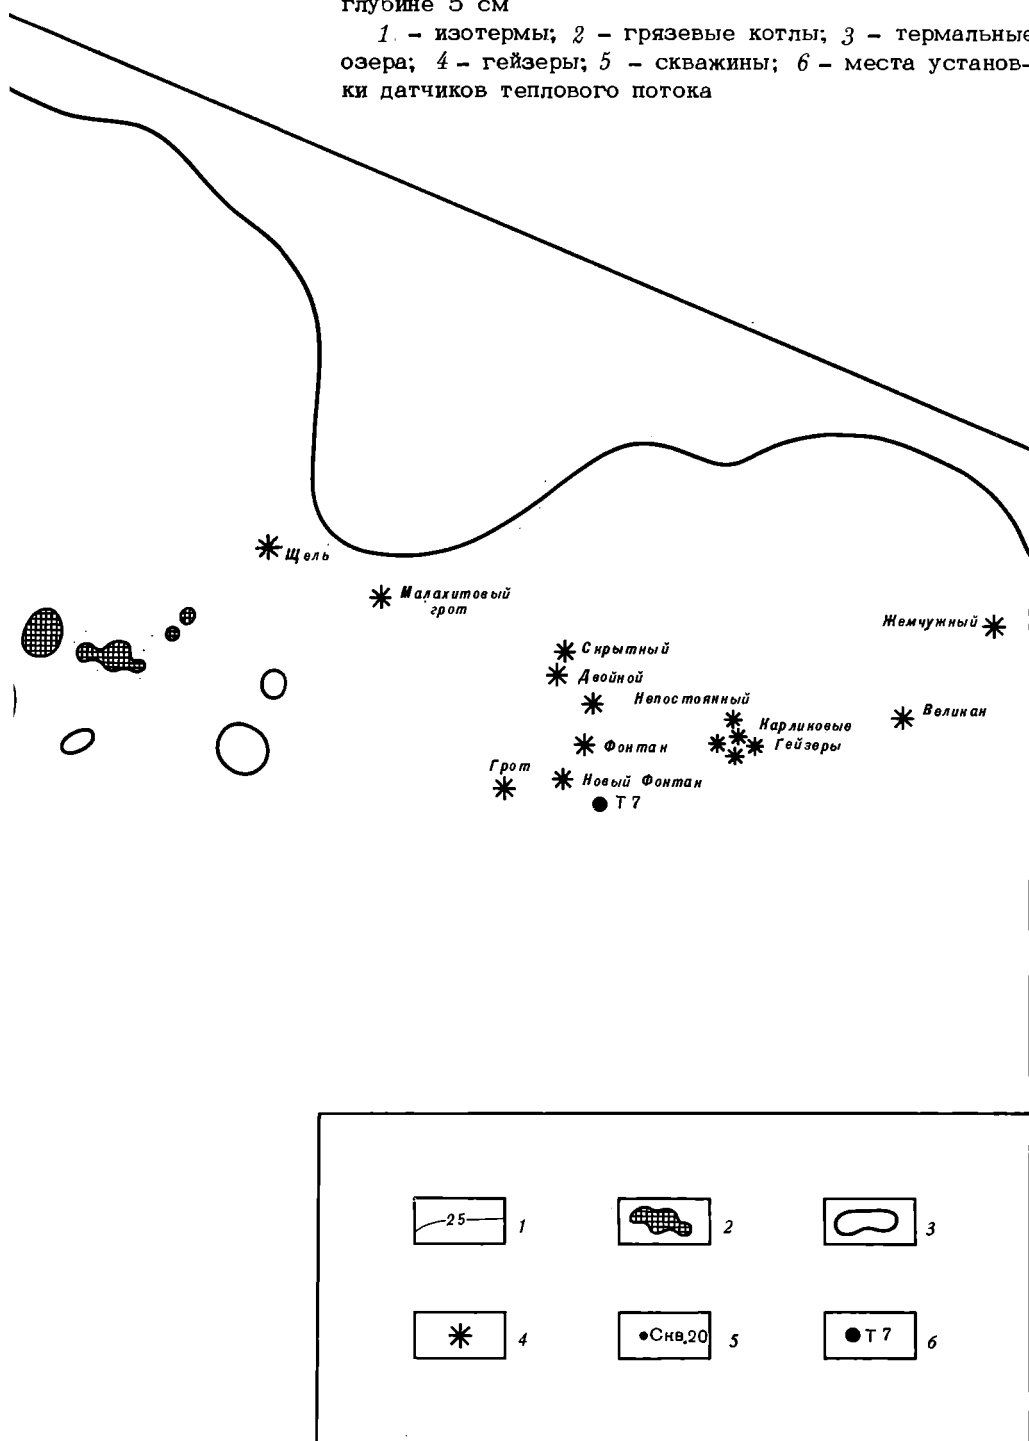 глубине 5 см
1 – изотермы; 2 – грязевые котлы; 3 – термальные
озера; 4 – гейзеры; 5 – скважины; 6 – места установ-
ки датчиков теплового потока
Щель
Малахитовый
грот
Жемчужный
Скрытный
Двойной
Непостоянный
Великан
Карликовые
Гейзеры
Фонтан
Грот
Новый Фонтан
Т 7
25
1
2
3
4
Скв.20
5
Т 7
6